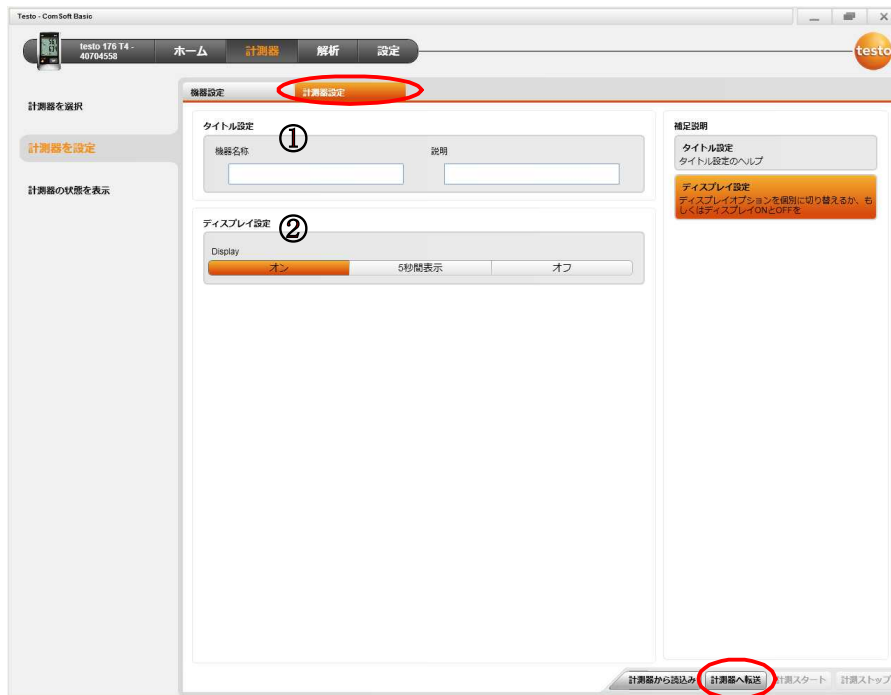 Testo - ComSoft Basic
testo 176 T4 -
40704558
ホーム 計測器 解析 設定
testo
計測器を選択
計測器を設定
計測器の状態を表示
機器設定 計測器設定
タイトル設定 ①
機器名称 説明
ディスプレイ設定 ②
Display
オン 5秒間表示 オフ
補足説明
タイトル設定
タイトル設定のヘルプ
ディスプレイ設定
ディスプレイオプションを個別に切り替えるか、も
しくはディスプレイONとOFFを
計測器から読込み 計測器へ転送 計測スタート 計測ストップ